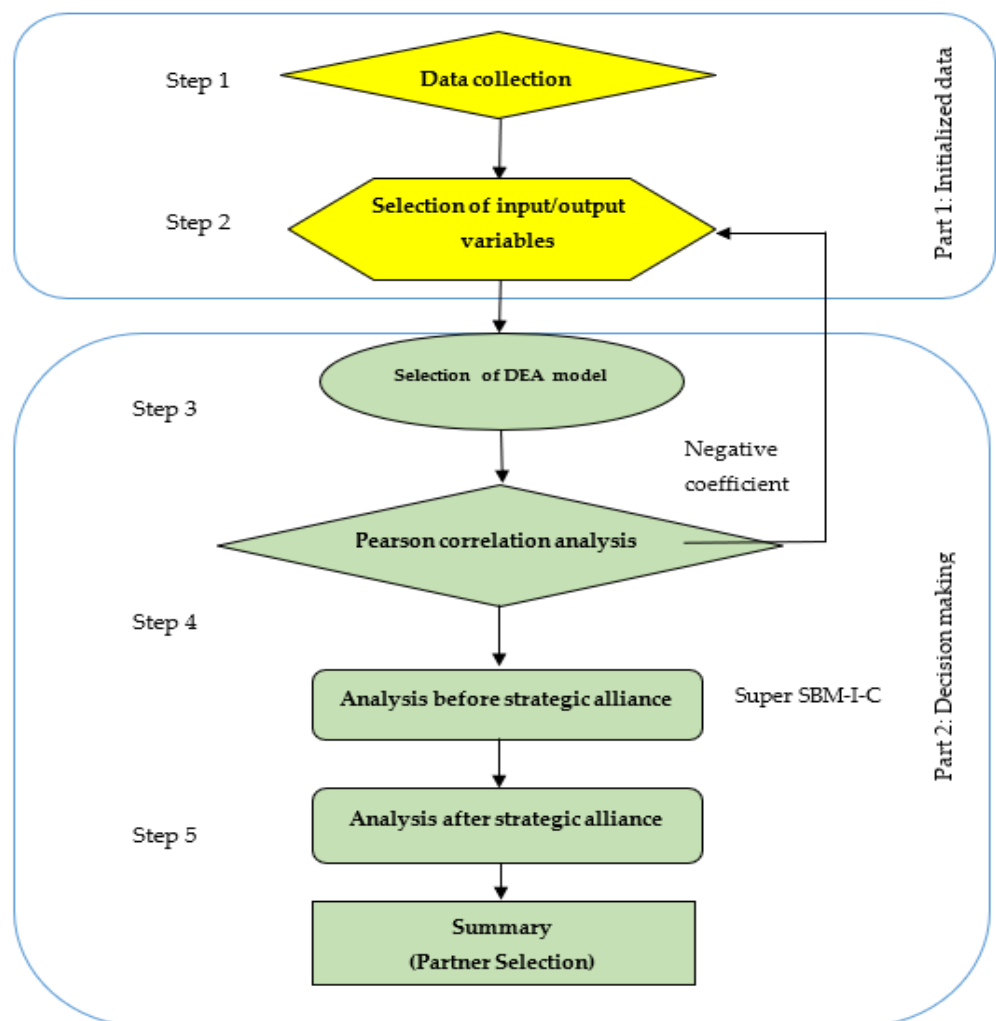 Step 1
Data collection
Part 1: Initialized data
Step 2
Selection of input/output
variables
Selection of DEA model
Step 3
Negative
coefficient
Pearson correlation analysis
Part 2: Decision making
Step 4
Analysis before strategic alliance
Super SBM-I-C
Analysis after strategic alliance
Step 5
Summary
(Partner Selection)